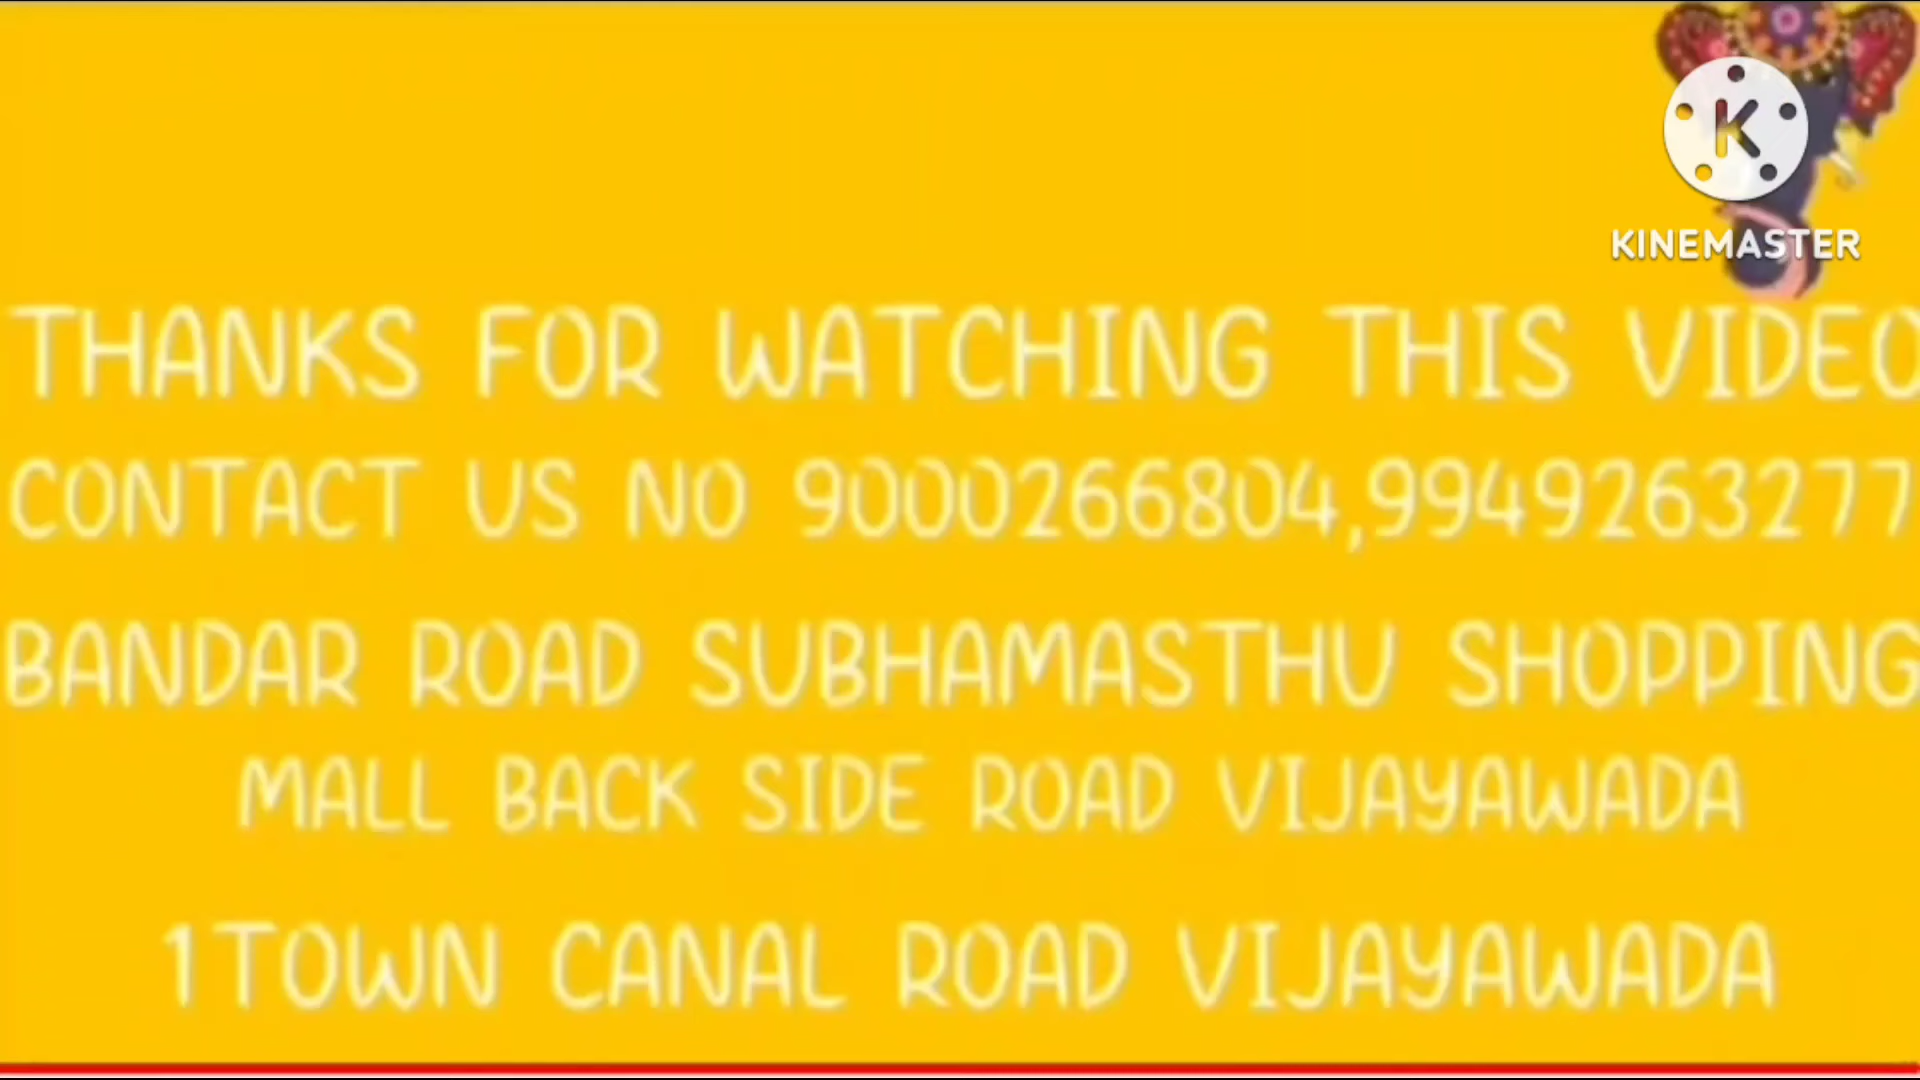 K
KINEMASTER
THANKS FOR WATCHING THIS VIDEO
CONTACT US NO 9000266804,9949263277
BANDAR ROAD SUBHAMASTHU SHOPPING
MALL BACK SIDE ROAD VIJAYAWADA
1TOWN CANAL ROAD VIJAYAWADA